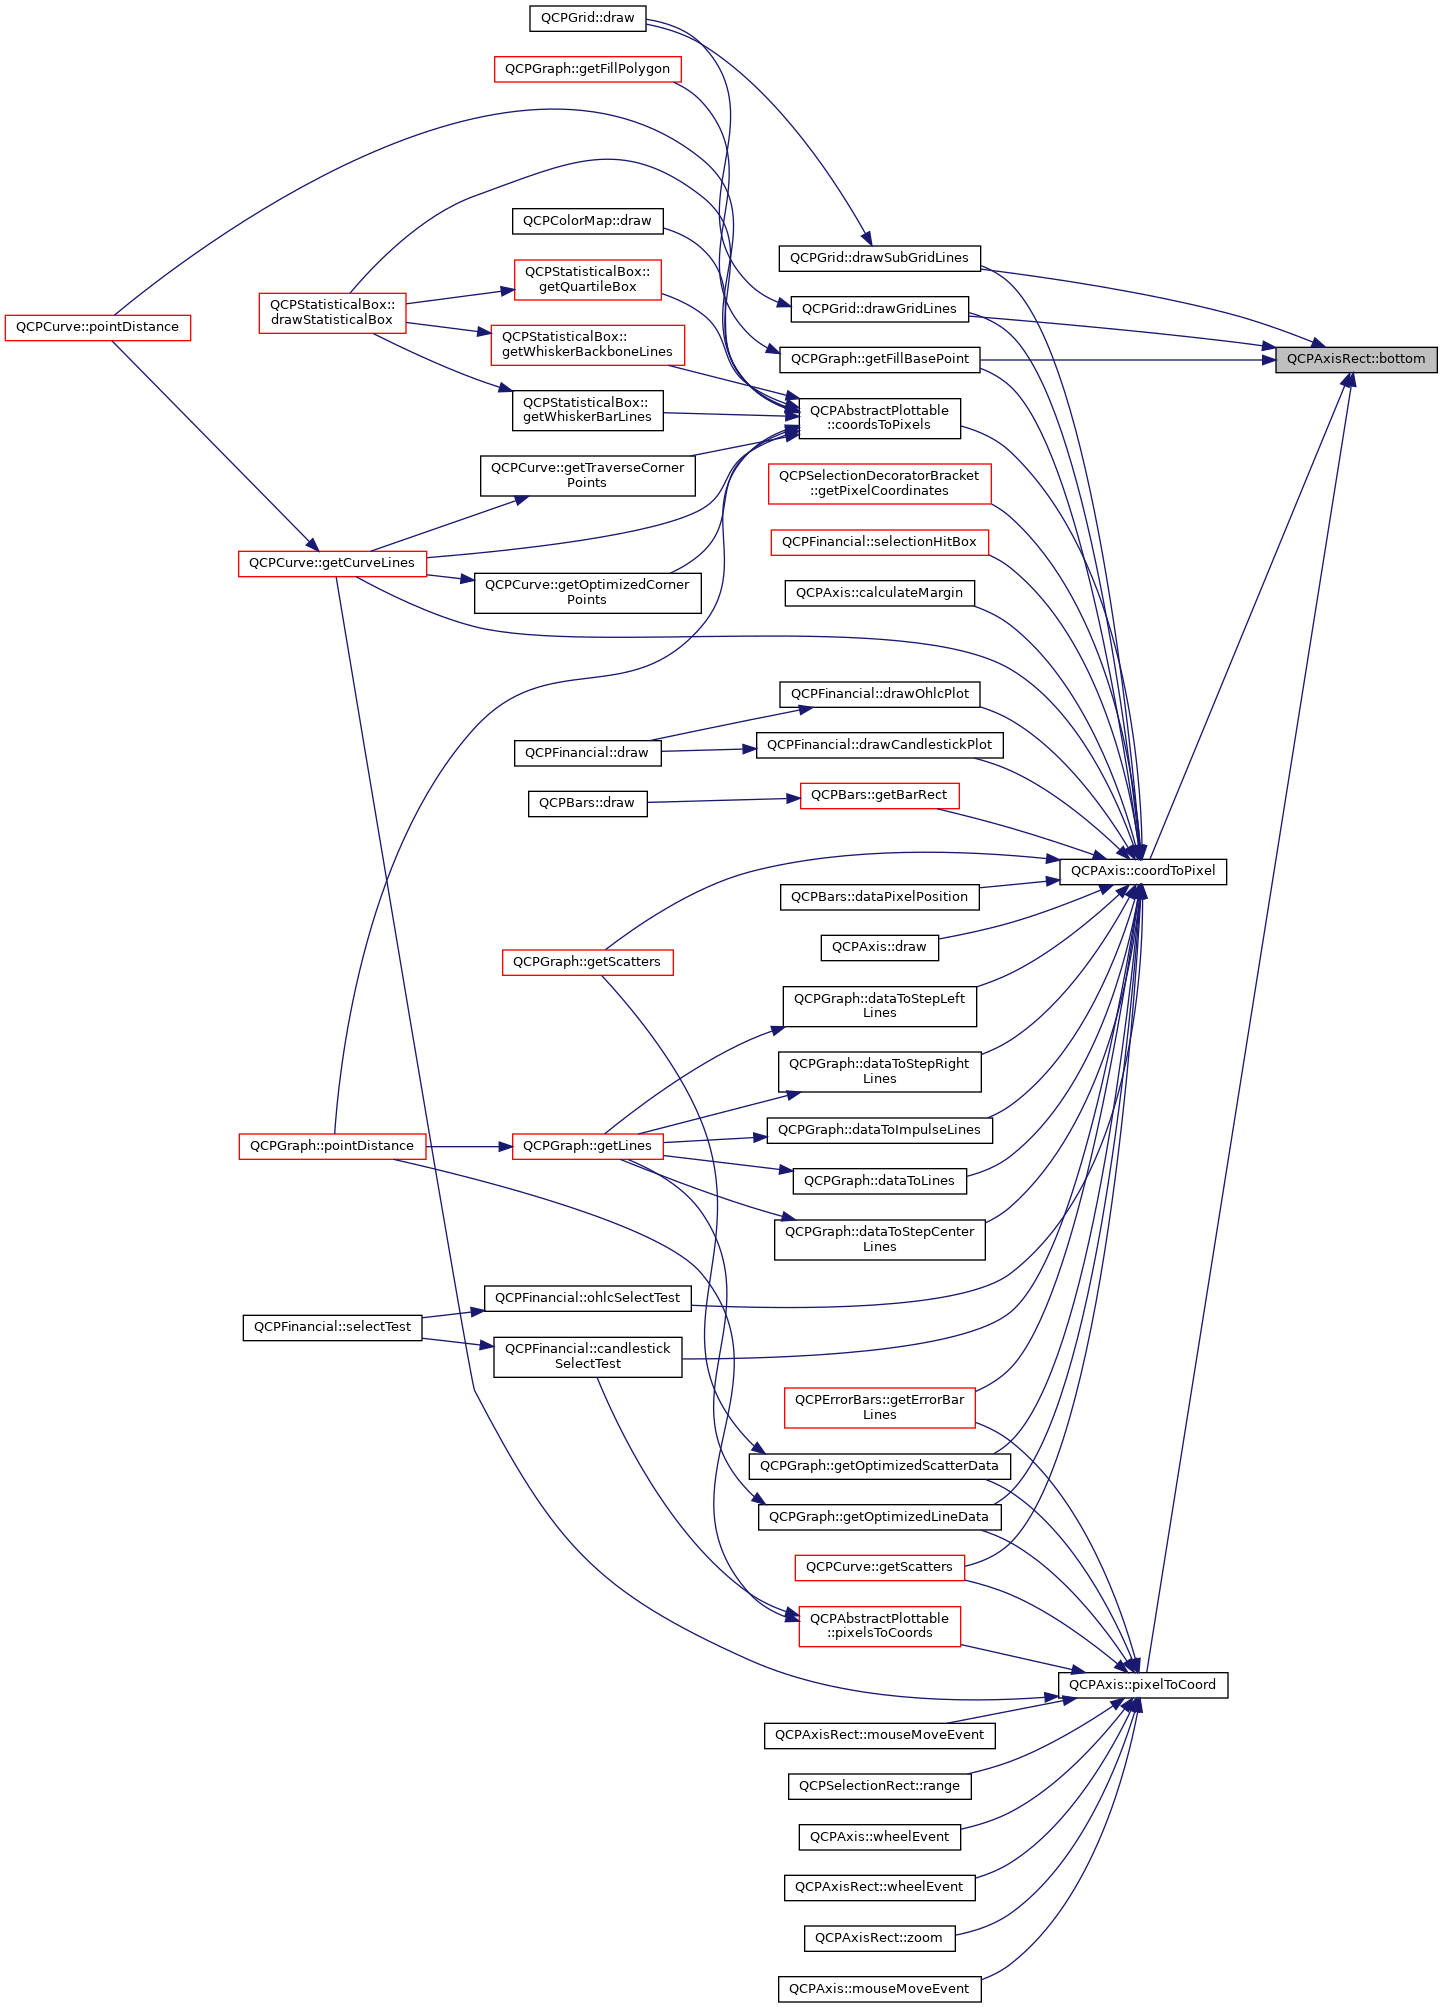 QCPGrid::draw
QCPGraph::getFillPolygon
QCPColorMap::draw
QCPGrid::drawSubGridLines
QCPStatisticalBox::
getQuartileBox
QCPStatisticalBox::
drawStatisticalBox
QCPGrid::drawGridLines
QCPCurve::pointDistance
QCPStatisticalBox::
getWhiskerBackboneLines
QCPGraph::getFillBasePoint
QCPAxisRect::bottom
QCPStatisticalBox::
getWhiskerBarLines
QCPAbstractPlottable
::coordsToPixels
QCPCurve::getTraverseCorner
Points
QCPSelectionDecoratorBracket
::getPixelCoordinates
QCPFinancial::selectionHitBox
QCPCurve::getCurveLines
QCPCurve::getOptimizedCorner
Points
QCPAxis::calculateMargin
QCPFinancial::drawOhlcPlot
QCPFinancial::draw
QCPFinancial::drawCandlestickPlot
QCPBars::draw
QCPBars::getBarRect
QCPAxis::coordToPixel
QCPBars::dataPixelPosition
QCPAxis::draw
QCPGraph::getScatters
QCPGraph::dataToStepLeft
Lines
QCPGraph::dataToStepRight
Lines
QCPGraph::dataToImpulseLines
QCPGraph::pointDistance
QCPGraph::getLines
QCPGraph::dataToLines
QCPGraph::dataToStepCenter
Lines
QCPFinancial::ohlcSelectTest
QCPFinancial::selectTest
QCPFinancial::candlestick
SelectTest
QCPErrorBars::getErrorBar
Lines
QCPGraph::getOptimizedScatterData
QCPGraph::getOptimizedLineData
QCPCurve::getScatters
QCPAbstractPlottable
::pixelsToCoords
QCPAxis::pixelToCoord
QCPAxisRect::mouseMoveEvent
QCPSelectionRect::range
QCPAxis::wheelEvent
QCPAxisRect::wheelEvent
QCPAxisRect::zoom
QCPAxis::mouseMoveEvent